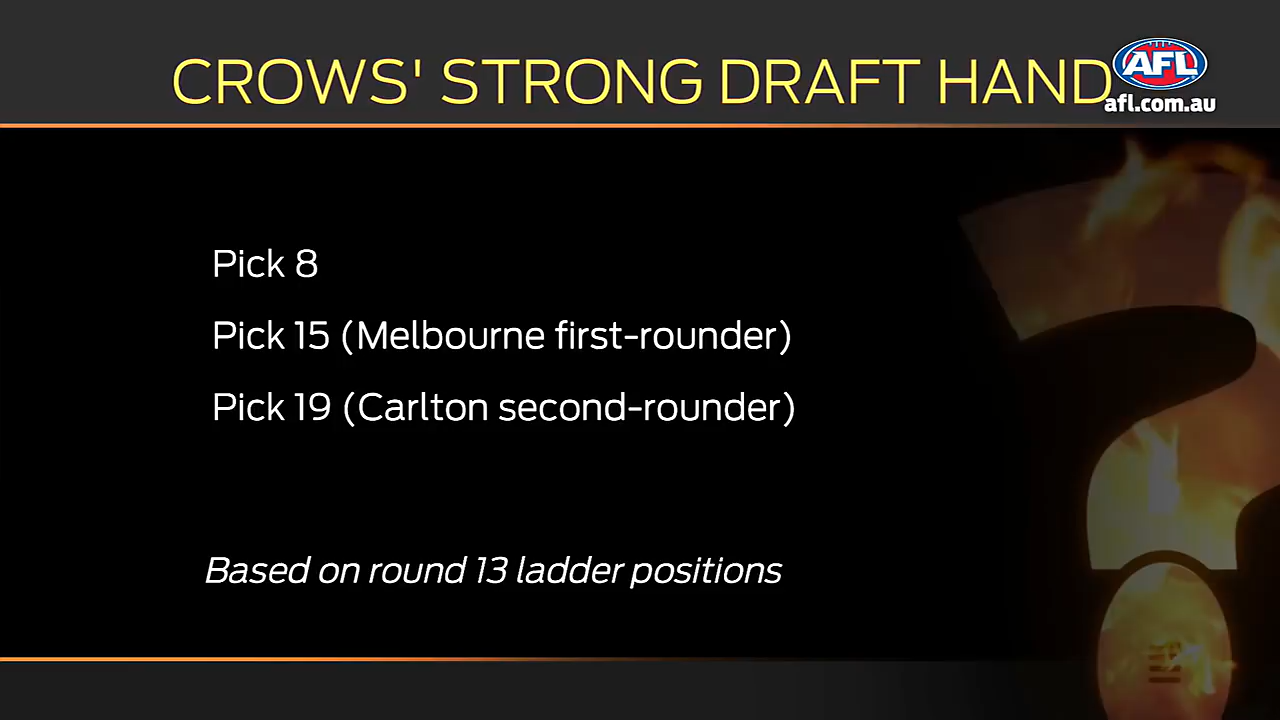 CROWS' STRONG DRAFT HAND
AFL
afl.com.au
Pick 8
Pick 15 (Melbourne first-rounder)
Pick 19 (Carlton second-rounder)
Based on round 13 ladder positions